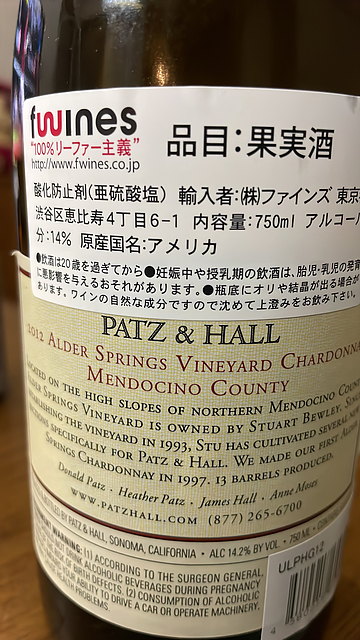 fwines
"100%リーファー主義"
http://www.fwines.co.jp
品目：果実酒
酸化防止剤(亜硫酸塩) 輸入者：(株)ファインズ 東京
渋谷区恵比寿4丁目6-1 内容量：750ml アルコール
分：14% 原産国名：アメリカ
●飲酒は20歳を過ぎてから●妊娠中や授乳期の飲酒は、胎児・乳児の発育
に悪影響を与えるおそれがあります。●瓶底にオリや結晶が出る場合が
あります。ワインの自然な成分ですので沈めて上澄みをお飲み下さい。
PATZ & HALL
2012 ALDER SPRINGS VINEYARD CHARDONNA
MENDOCINO COUNTY
LOCATED ON THE HIGH SLOPES OF NORTHERN MENDOCINO COU
ALDER SPRINGS VINEYARD IS OWNED BY STUART BEWLEY. SINC
ESTABLISHING THE VINEYARD IN 1993, STU HAS CULTIVATED SEVERAL
SPECIFICALLY FOR PATZ & HALL. WE MADE OUR FIRST ALDER
SPRINGS CHARDONNAY IN 1997. 13 BARRELS PRODUCED.
Donald Patz · Heather Patz · James Hall · Anne Moses
WWW.PATZHALL.COM (877) 265-6700
BOTTLED BY PATZ & HALL, SONOMA, CALIFORNIA • ALC 14.2% BY VOL • 750 ML •
WARNING: (1) ACCORDING TO THE SURGEON GENERAL,
NOT DRINK ALCOHOLIC BEVERAGES DURING PREGNANCY
OF BIRTH DEFECTS. (2) CONSUMPTION OF ALCOHOLIC
ABILITY TO DRIVE A CAR OR OPERATE MACHINERY,
HEALTH PROBLEMS.
ULPHG12